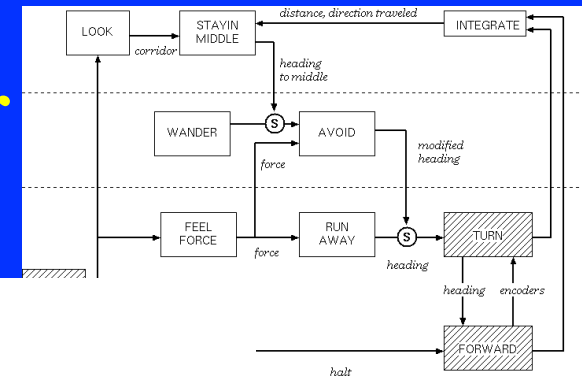 distance, direction traveled
LOOK
STAYIN
MIDDLE
INTEGRATE
corridor
heading
to middle
S
WANDER
AVOID
modified
heading
force
FEEL
FORCE
RUN
AWAY
S
TURN
force
heading
heading
encoders
FORWARD
halt